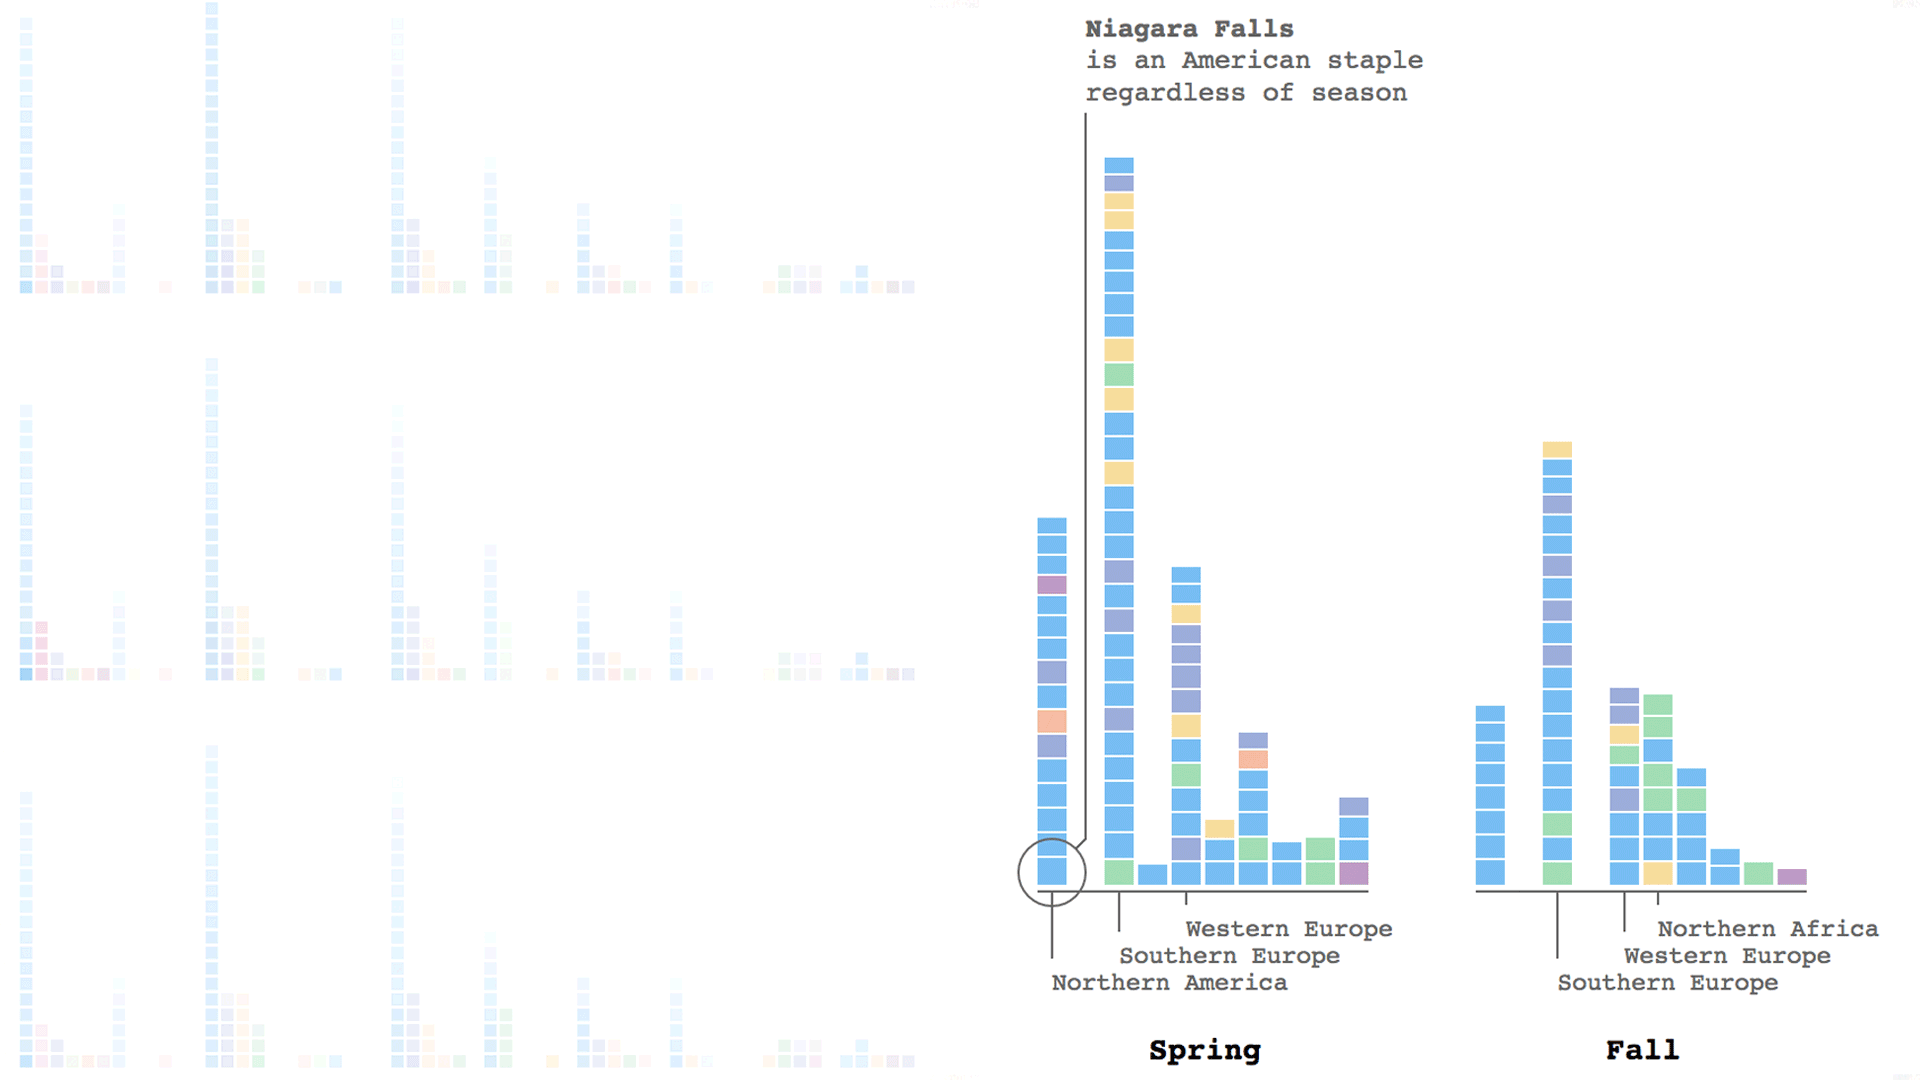 Niagara Falls
is an American staple
regardless of season
Western Europe
Southern Europe
Northern America
Northern Africa
Western Europe
Southern Europe
Spring
Fall